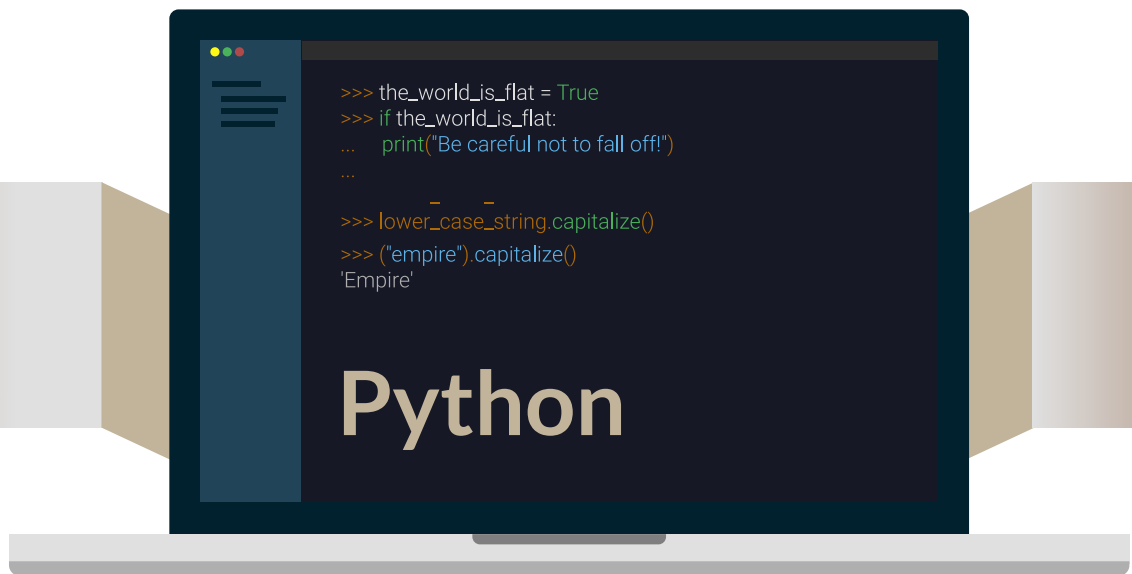 >>> the_world_is_flat = True
>>> if the_world_is_flat:
...     print("Be careful not to fall off!")
...
>>> lower_case_string.capitalize()
>>> ("empire").capitalize()
'Empire'
Python